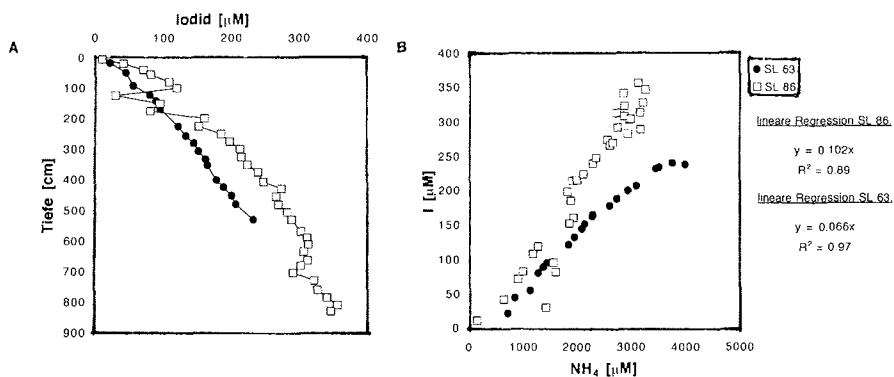 Iodid [µM]
A
0 100 200 300 400
0
100
200
300
400
500
600
700
800
900
Tiefe [cm]
B
400
350
300
250
200
150
100
50
0
I [µM]
0 1000 2000 3000 4000 5000
NH4 [µM]
SL 63
SL 86
lineare Regression SL 86.
y = 0.102x
R² = 0.89
lineare Regression SL 63.
y = 0.066x
R² = 0.97